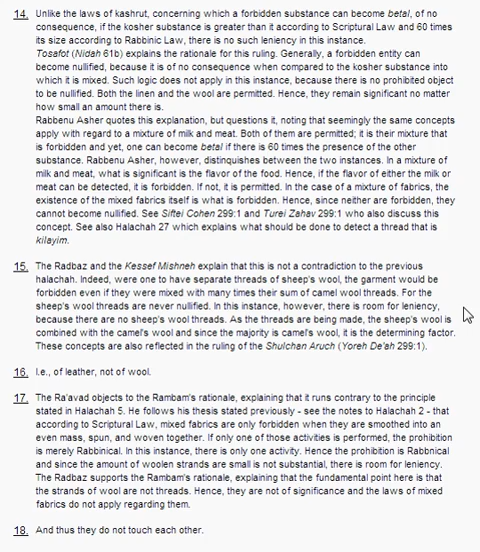 14. Unlike the laws of kashrut, concerning which a forbidden substance can become betal, of no
consequence, if the kosher substance is greater than it according to Scriptural Law and 60 times
its size according to Rabbinic Law, there is no such leniency in this instance.
Tosafot (Nidah 61b) explains the rationale for this ruling. Generally, a forbidden entity can
become nullified, because it is of no consequence when compared to the kosher substance into
which it is mixed. Such logic does not apply in this instance, because there is no prohibited object
to be nullified. Both the linen and the wool are permitted. Hence, they remain significant no matter
how small an amount there is.
Rabbenu Asher quotes this explanation, but questions it, noting that seemingly the same concepts
apply with regard to a mixture of milk and meat. Both of them are permitted; it is their mixture that
is forbidden and yet, one can become betal if there is 60 times the presence of the other
substance. Rabbenu Asher, however, distinquishes between the two instances. In a mixture of
milk and meat, what is significant is the flavor of the food. Hence, if the flavor of either the milk or
meat can be detected, it is forbidden. If not, it is permitted. In the case of a mixture of fabrics, the
existence of the mixed fabrics itself is what is forbidden. Hence, since neither are forbidden, they
cannot become nullified. See Siftei Cohen 299:1 and Turei Zahav 299:1 who also discuss this
concept. See also Halachah 27 which explains what should be done to detect a thread that is
kilayim.
15. The Radbaz and the Kessef Mishneh explain that this is not a contradiction to the previous
halachah. Indeed, were one to have separate threads of sheep's wool, the garment would be
forbidden even if they were mixed with many times their sum of camel wool threads. For the
sheep's wool threads are never nullified. In this instance, however, there is room for leniency,
because there are no sheep's wool threads. As the threads are being made, the sheep's wool is
combined with the camel's wool and since the majority is camel's wool, it is the determining factor.
These concepts are also reflected in the ruling of the Shulchan Aruch (Yoreh De'ah 299:1).
16. I.e., of leather, not of wool.
17. The Ra'avad objects to the Rambam's rationale, explaining that it runs contrary to the principle
stated in Halachah 5. He follows his thesis stated previously - see the notes to Halachah 2 - that
according to Scriptural Law, mixed fabrics are only forbidden when they are smoothed into an
even mass, spun, and woven together. If only one of those activities is performed, the prohibition
is merely Rabbinical. In this instance, there is only one activity. Hence the prohibition is Rabbnical
and since the amount of woolen strands are small is not substantial, there is room for leniency.
The Radbaz supports the Rambam's rationale, explaining that the fundamental point here is that
the strands of wool are not threads. Hence, they are not of significance and the laws of mixed
fabrics do not apply regarding them.
18. And thus they do not touch each other.